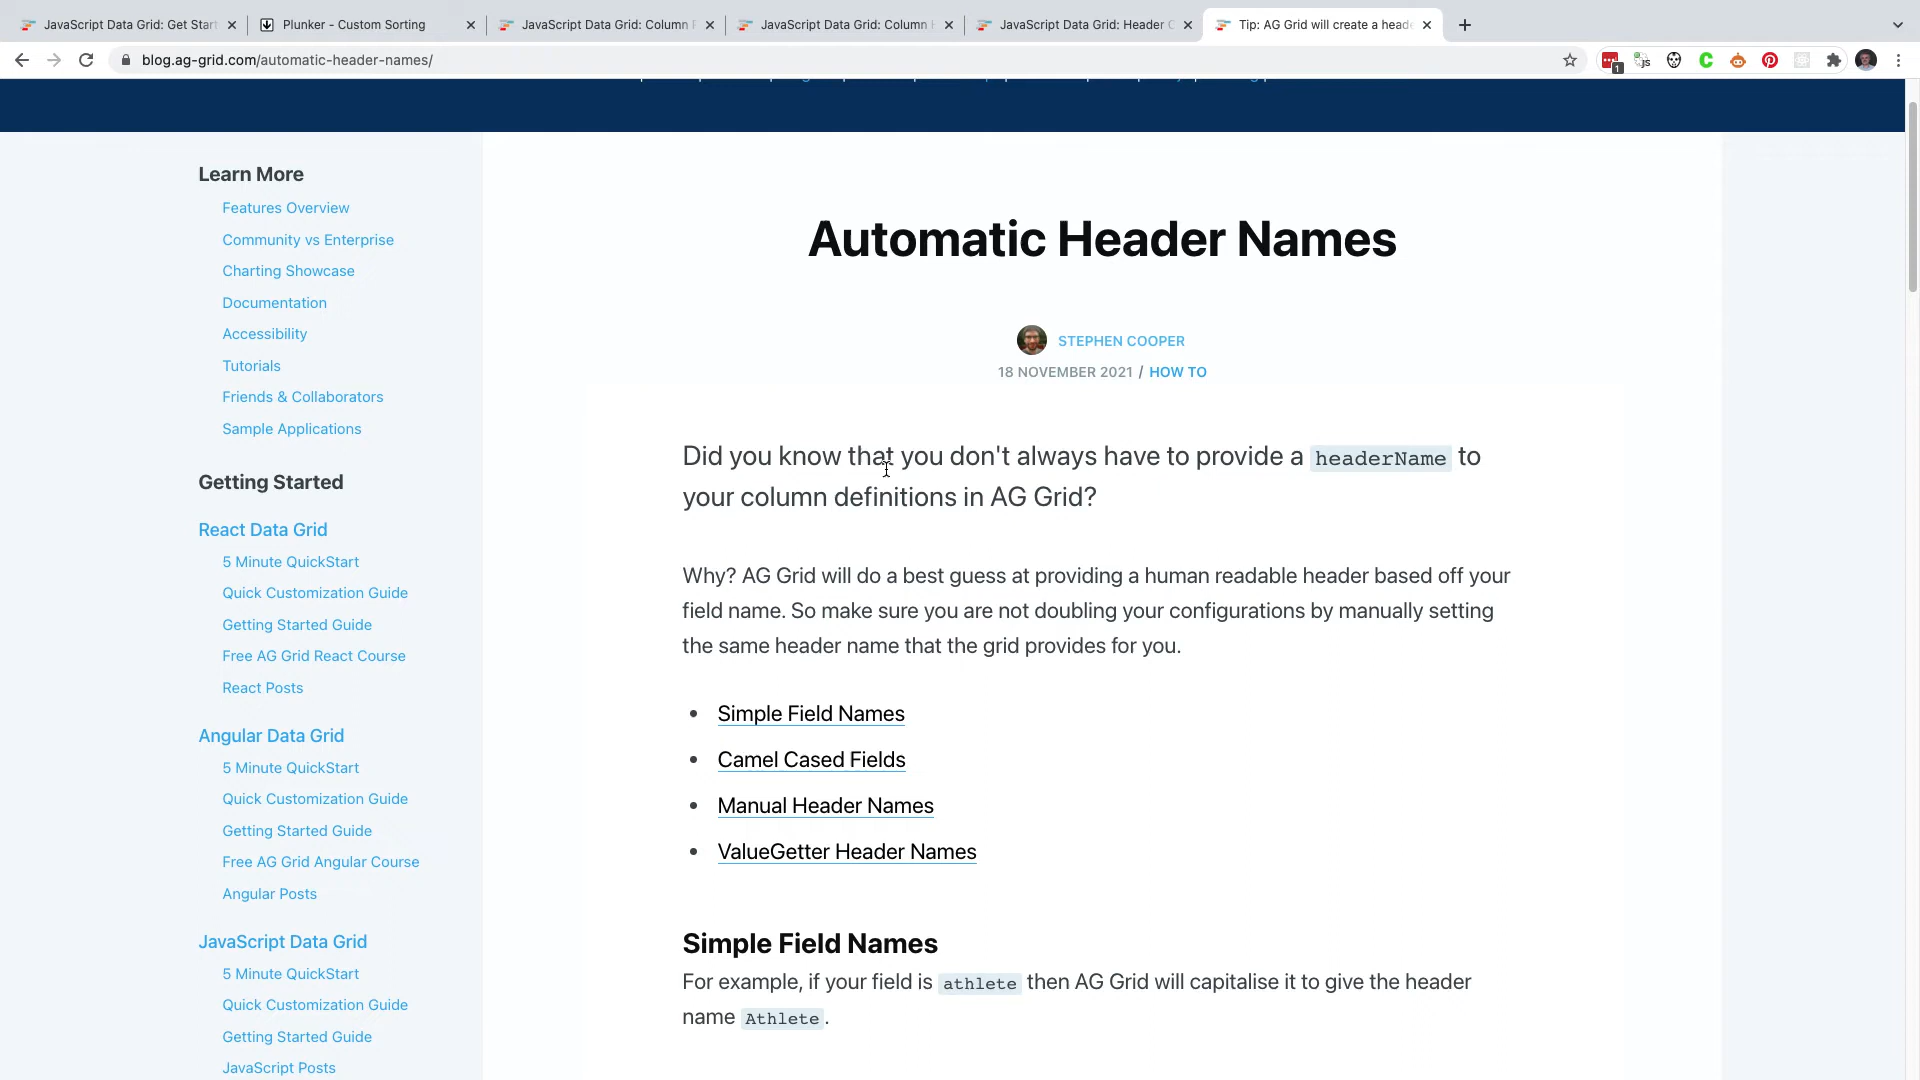 JavaScript Data Grid: Get Start
Plunker - Custom Sorting
JavaScript Data Grid: Column
JavaScript Data Grid: Column
JavaScript Data Grid: Header
Tip: AG Grid will create a heade
blog.ag-grid.com/automatic-header-names/
1
JS
Learn More
Features Overview
Community vs Enterprise
Charting Showcase
Documentation
Accessibility
Tutorials
Friends & Collaborators
Sample Applications
Getting Started
React Data Grid
5 Minute QuickStart
Quick Customization Guide
Getting Started Guide
Free AG Grid React Course
React Posts
Angular Data Grid
5 Minute QuickStart
Quick Customization Guide
Getting Started Guide
Free AG Grid Angular Course
Angular Posts
JavaScript Data Grid
5 Minute QuickStart
Quick Customization Guide
Getting Started Guide
JavaScript Posts
Automatic Header Names
STEPHEN COOPER
18 NOVEMBER 2021 / HOW TO
Did you know that you don't always have to provide a headerName to
your column definitions in AG Grid?
Why? AG Grid will do a best guess at providing a human readable header based off your
field name. So make sure you are not doubling your configurations by manually setting
the same header name that the grid provides for you.
• Simple Field Names
• Camel Cased Fields
• Manual Header Names
• ValueGetter Header Names
Simple Field Names
For example, if your field is athlete then AG Grid will capitalise it to give the header
name Athlete.